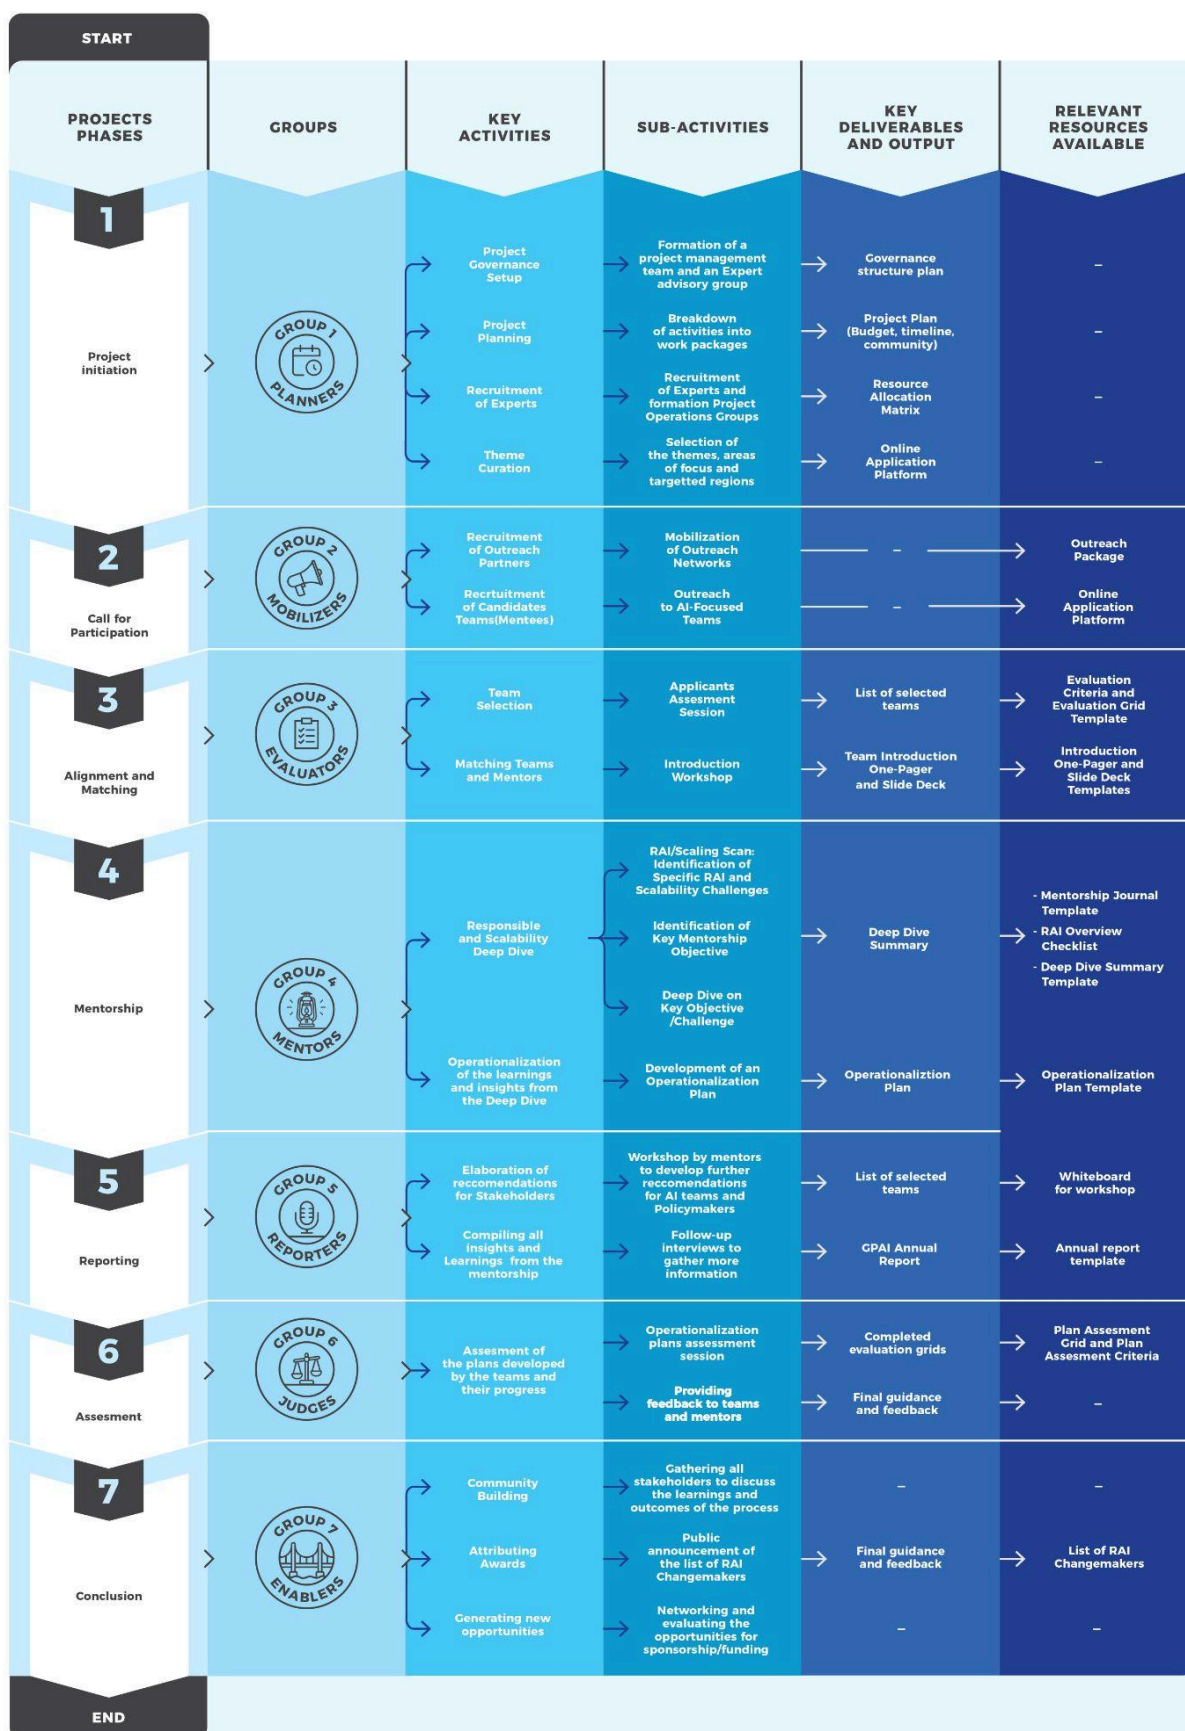 START
PROJECTS
PHASES
GROUPS
KEY
ACTIVITIES
SUB-ACTIVITIES
KEY
DELIVERABLES
AND OUTPUT
RELEVANT
RESOURCES
AVAILABLE
1
Project
initiation
GROUP 1
PLANNERS
Project
Governance
Setup
Formation of a
project management
team and an Expert
advisory group
Governance
structure plan
–
Project
Planning
Breakdown
of activities into
work packages
Project Plan
(Budget, timeline,
community)
–
Recruitment
of Experts
Recruitment
of Experts and
formation Project
Operations Groups
Resource
Allocation
Matrix
–
Theme
Curation
Selection of
the themes, areas
of focus and
targetted regions
Online
Application
Platform
–
2
Call for
Participation
GROUP 2
MOBILIZERS
Recruitment
of Outreach
Partners
Mobilization
of Outreach
Networks
–
Outreach
Package
Recrtuitment
of Candidates
Teams(Mentees)
Outreach
to AI-Focused
Teams
–
Online
Application
Platform
3
Alignment and
Matching
GROUP 3
EVALUATORS
Team
Selection
Applicants
Assesment
Session
List of selected
teams
Evaluation
Criteria and
Evaluation Grid
Template
Matching Teams
and Mentors
Introduction
Workshop
Team Introduction
One-Pager
and Slide Deck
Introduction
One-Pager and
Slide Deck
Templates
4
Mentorship
GROUP 4
MENTORS
Responsible
and Scalability
Deep Dive
RAI/Scaling Scan:
Identification of
Specific RAI and
Scalability Challenges
Identification of
Key Mentorship
Objective
Deep Dive on
Key Objective
/Challenge
Deep Dive
Summary
- Mentorship Journal
Template
- RAI Overview
Checklist
- Deep Dive Summary
Template
Operationalization
of the learnings
and insights from
the Deep Dive
Development of an
Operationalization
Plan
Operationaliztion
Plan
Operationalization
Plan Template
5
Reporting
GROUP 5
REPORTERS
Elaboration of
reccomendations
for Stakeholders
Workshop by mentors
to develop further
reccomendations
for AI teams and
Policymakers
List of selected
teams
Whiteboard
for workshop
Compiling all
insights and
Learnings from the
mentorship
Follow-up
interviews to
gather more
information
GPAI Annual
Report
Annual report
template
6
Assesment
GROUP 6
JUDGES
Assesment of
the plans developed
by the teams and
their progress
Operationalization
plans assessment
session
Completed
evaluation grids
Plan Assesment
Grid and Plan
Assesment Criteria
Providing
feedback to teams
and mentors
Final guidance
and feedback
–
7
Conclusion
GROUP 7
ENABLERS
Community
Building
Gathering all
stakeholders to discuss
the learnings and
outcomes of the process
–
–
Attributing
Awards
Public
announcement of
the list of RAI
Changemakers
Final guidance
and feedback
List of RAI
Changemakers
Generating new
opportunities
Networking and
evaluating the
opportunities for
sponsorship/funding
–
–
END